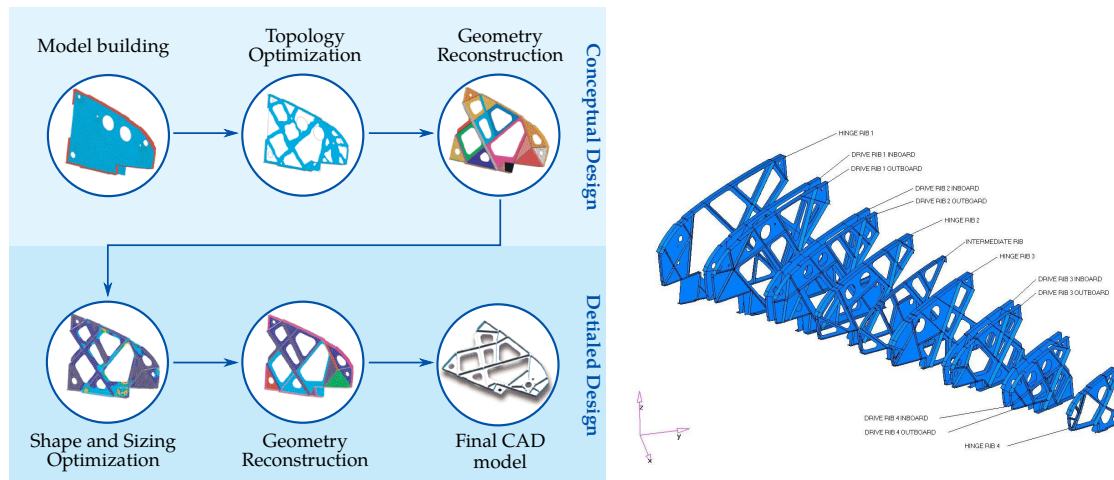 Model building
Topology
Optimization
Geometry
Reconstruction
Conceptual Design
Shape and Sizing
Optimization
Geometry
Reconstruction
Final CAD
model
Detialed Design
HINGE RIB 1
DRIVE RIB 1 INBOARD
DRIVE RIB 1 OUTBOARD
DRIVE RIB 2 INBOARD
DRIVE RIB 2 OUTBOARD
HINGE RIB 2
INTERMEDIATE RIB
HINGE RIB 3
DRIVE RIB 3 INBOARD
DRIVE RIB 3 OUTBOARD
DRIVE RIB 4 INBOARD
DRIVE RIB 4 OUTBOARD
HINGE RIB 4
z
y
x